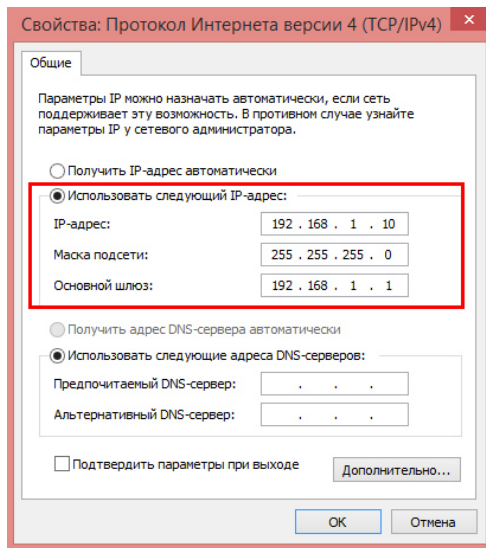 Свойства: Протокол Интернета версии 4 (TCP/IPv4)
Общие
Параметры IP можно назначать автоматически, если сеть
поддерживает эту возможность. В противном случае узнайте
параметры IP у сетевого администратора.
Получить IP-адрес автоматически
Использовать следующий IP-адрес:
IP-адрес: 192 . 168 . 1 . 10
Маска подсети: 255 . 255 . 255 . 0
Основной шлюз: 192 . 168 . 1 . 1
Получить адрес DNS-сервера автоматически
Использовать следующие адреса DNS-серверов:
Предпочитаемый DNS-сервер: . . .
Альтернативный DNS-сервер: . . .
Подтвердить параметры при выходе Дополнительно...
ОК Отмена